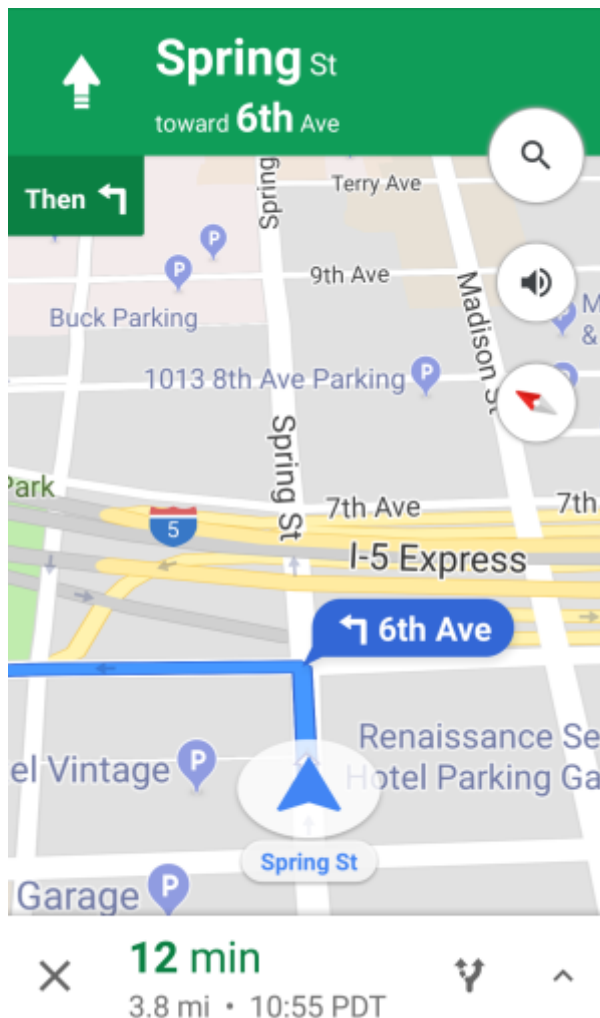 Spring St
toward 6th Ave
Then
Spring
Terry Ave
9th Ave
Madison St
Buck Parking
M
&
1013 8th Ave Parking
Spring St
Park
7th Ave
7th
5
I-5 Express
6th Ave
Renaissance Se
Hotel Parking Ga
el Vintage
Spring St
Garage
12 min
3.8 mi • 10:55 PDT